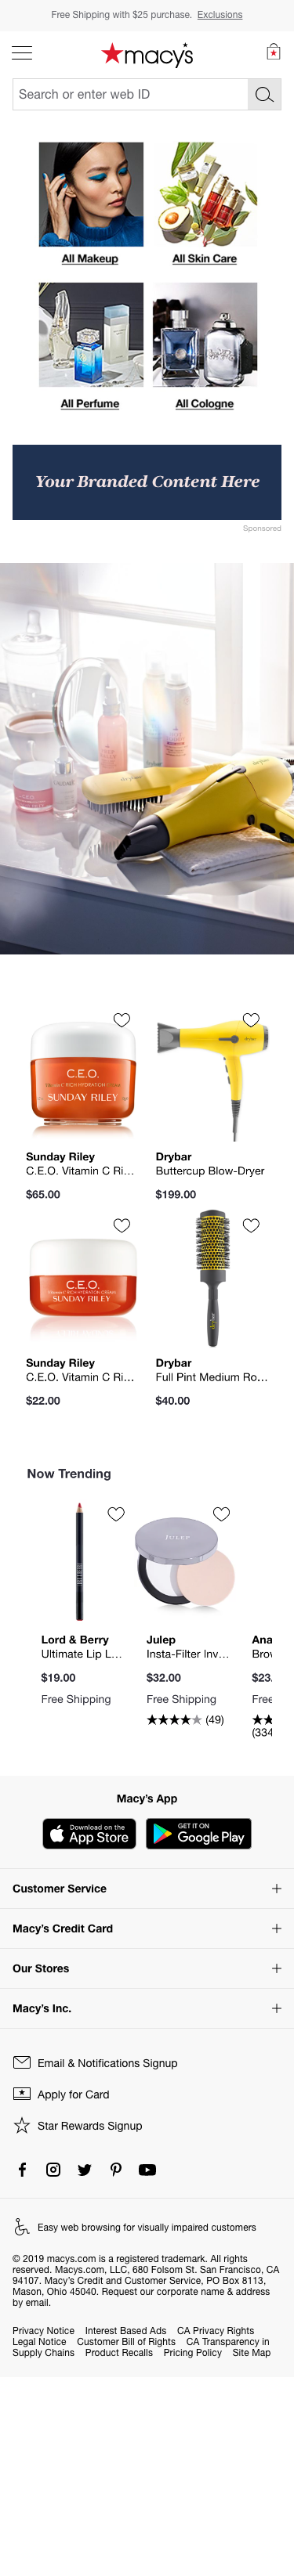 Free Shipping with $25 purchase. Exclusions
macy's
Search or enter web ID
All Makeup
All Skin Care
All Perfume
All Cologne
Your Branded Content Here
Sponsored
C.E.O.
SUNDAY RILEY
Sunday Riley
C.E.O. Vitamin C Ri...
$65.00
Drybar
Buttercup Blow-Dryer
$199.00
C.E.O.
SUNDAY RILEY
Sunday Riley
C.E.O. Vitamin C Ri...
$22.00
Drybar
Full Pint Medium Ro...
$40.00
Now Trending
JULEP
Lord & Berry
Ultimate Lip L...
$19.00
Free Shipping
Julep
Insta-Filter Inv...
$32.00
Free Shipping
(49)
Ana
Brow
$23.
Free
(334
Macy's App
Download on the
App Store
GET IT ON
Google Play
Customer Service
Macy's Credit Card
Our Stores
Macy's Inc.
Email & Notifications Signup
Apply for Card
Star Rewards Signup
Easy web browsing for visually impaired customers
© 2019 macys.com is a registered trademark. All rights
reserved. Macys.com, LLC, 680 Folsom St. San Francisco, CA
94107. Macy's Credit and Customer Service, PO Box 8113,
Mason, Ohio 45040. Request our corporate name & address
by email.
Privacy Notice Interest Based Ads CA Privacy Rights
Legal Notice Customer Bill of Rights CA Transparency in
Supply Chains Product Recalls Pricing Policy Site Map